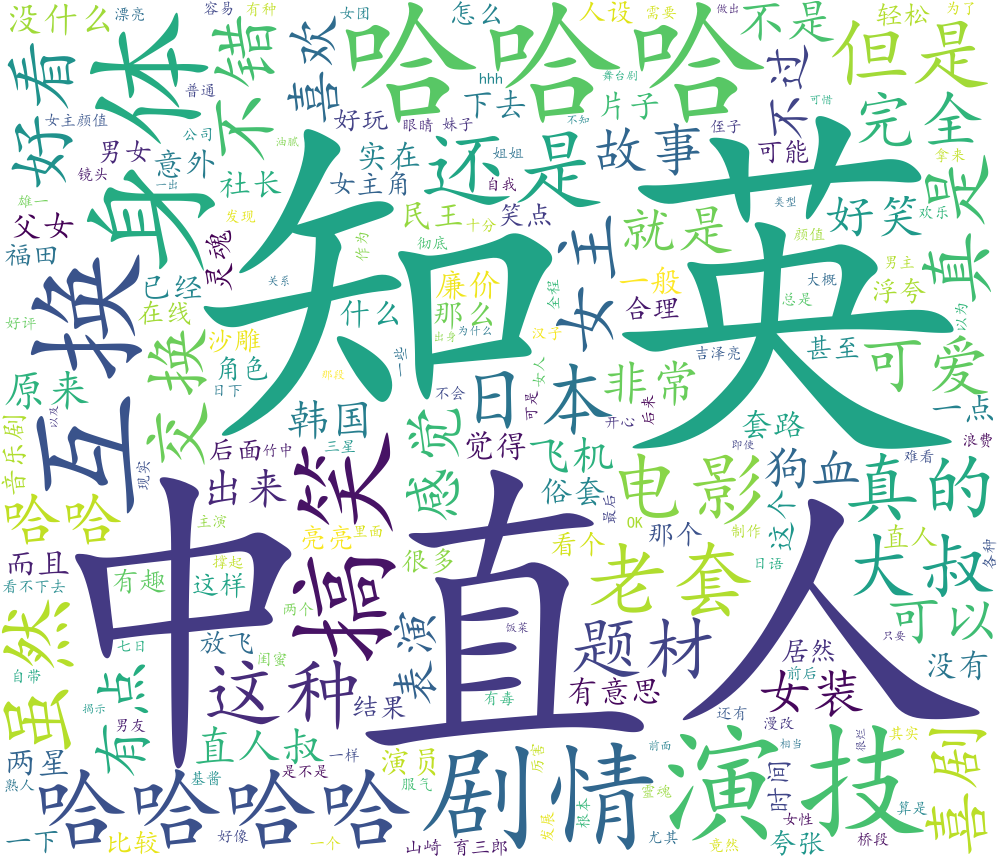 没什么
漂亮
容易
有种
女团
哈哈哈
怎么
人设
需要
做出
不是
轻松
为了
但是
好看
身体
不错
喜欢
hhh
舞台剧
下去
片子
不过
完全
普通
女主颜值
公司
男女
意外
镜头
油腻
好玩
眼睛
妹子
不知
侄子
可惜
实在
还是
故事
可能
拿来
姐姐
自我
社长
女主角
一出
雄一
父女
福田
发现
灵魂
民王
笑点
十分
作为
彻底
知英
女主
就是
类型
好笑
欢乐
真是
颜值
男主
大概
浮夸
总是
以为
互换
已经
关系
在线
好评
什么
廉价
那么
全程
一般
合理
为什么
出身
汉子
沙雕
角色
交换
原来
日下
那段
一些
吉泽亮
甚至
可爱
女人
非常
不会
日本
韩国
可是
开心
后来
一点
套路
以及
音乐剧
后面
竹中
三星
感觉
觉得
飞机
即使
浪费
难看
现实
搞笑
俗套
电影
狗血
真的
哈哈
出来
最后
OK
制作
这个
主演
亮亮
里面
看个
那个
日语
直人
大叔
各种
而且
看不下去
有趣
这样
撑起
很多
老套
中直人
两个
饭菜
可以
只要
虽然
七日
放飞
表演
题材
自带
闺蜜
居然
没有
前后
有点
揭示
这种
有毒
有意思
女装
男友
结果
还有
漫改
两星
直人叔
一样
演员
剧情
厉害
前面
演技
相当
很烂
其实
喜剧
熟人
基酱
是不是
服气
哈哈哈哈
根本
灵魂
时间
女性
算是
一下
比较
好像
一个
山崎 育三郎
发展
尤其
竟然
夸张
桥段